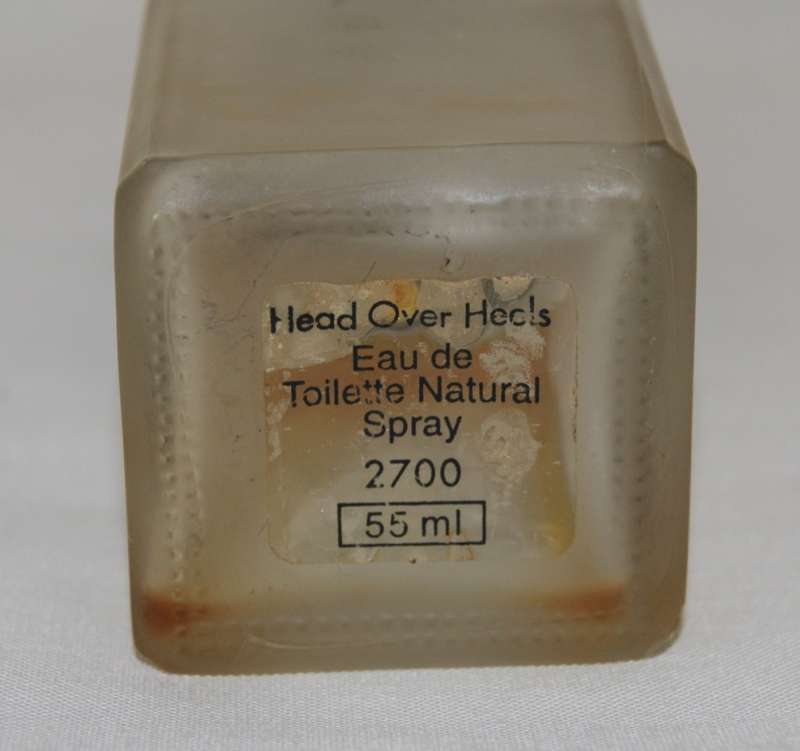 Head Over Heels
Eau de
Toilette Natural
Spray
2700
55 ml